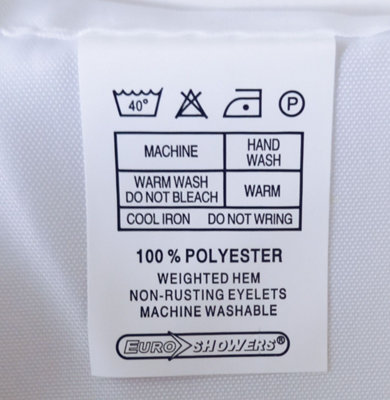 40° P
MACHINE HAND WASH
WARM WASH DO NOT BLEACH WARM
COOL IRON DO NOT WRING
100 % POLYESTER
WEIGHTED HEM
NON-RUSTING EYELETS
MACHINE WASHABLE
EURO SHOWERS®